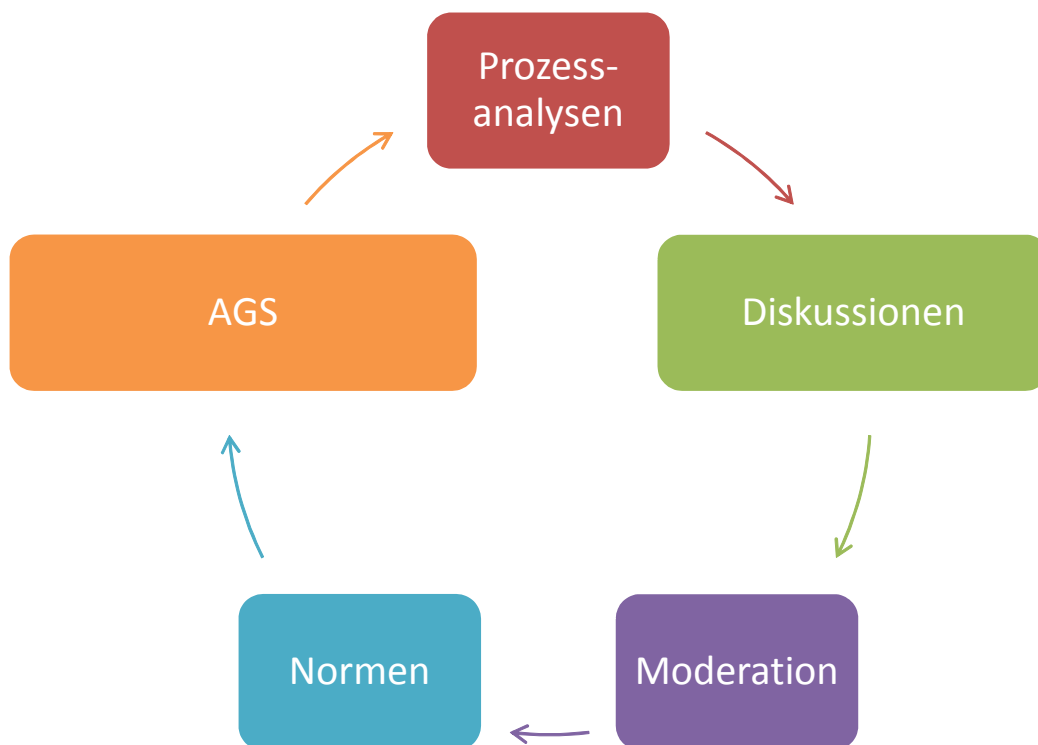 Prozess-
analysen
AGS
Diskussionen
Normen
Moderation